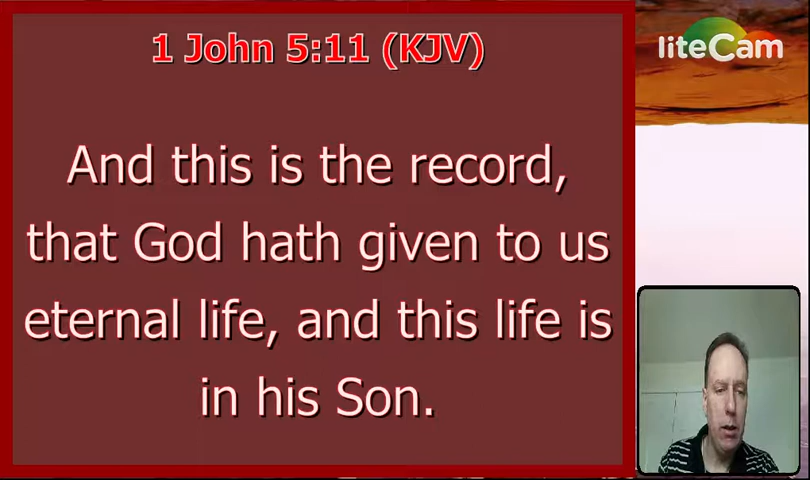 1 John 5:11 (KJV)
liteCam
And this is the record,
that God hath given to us
eternal life, and this life is
in his Son.